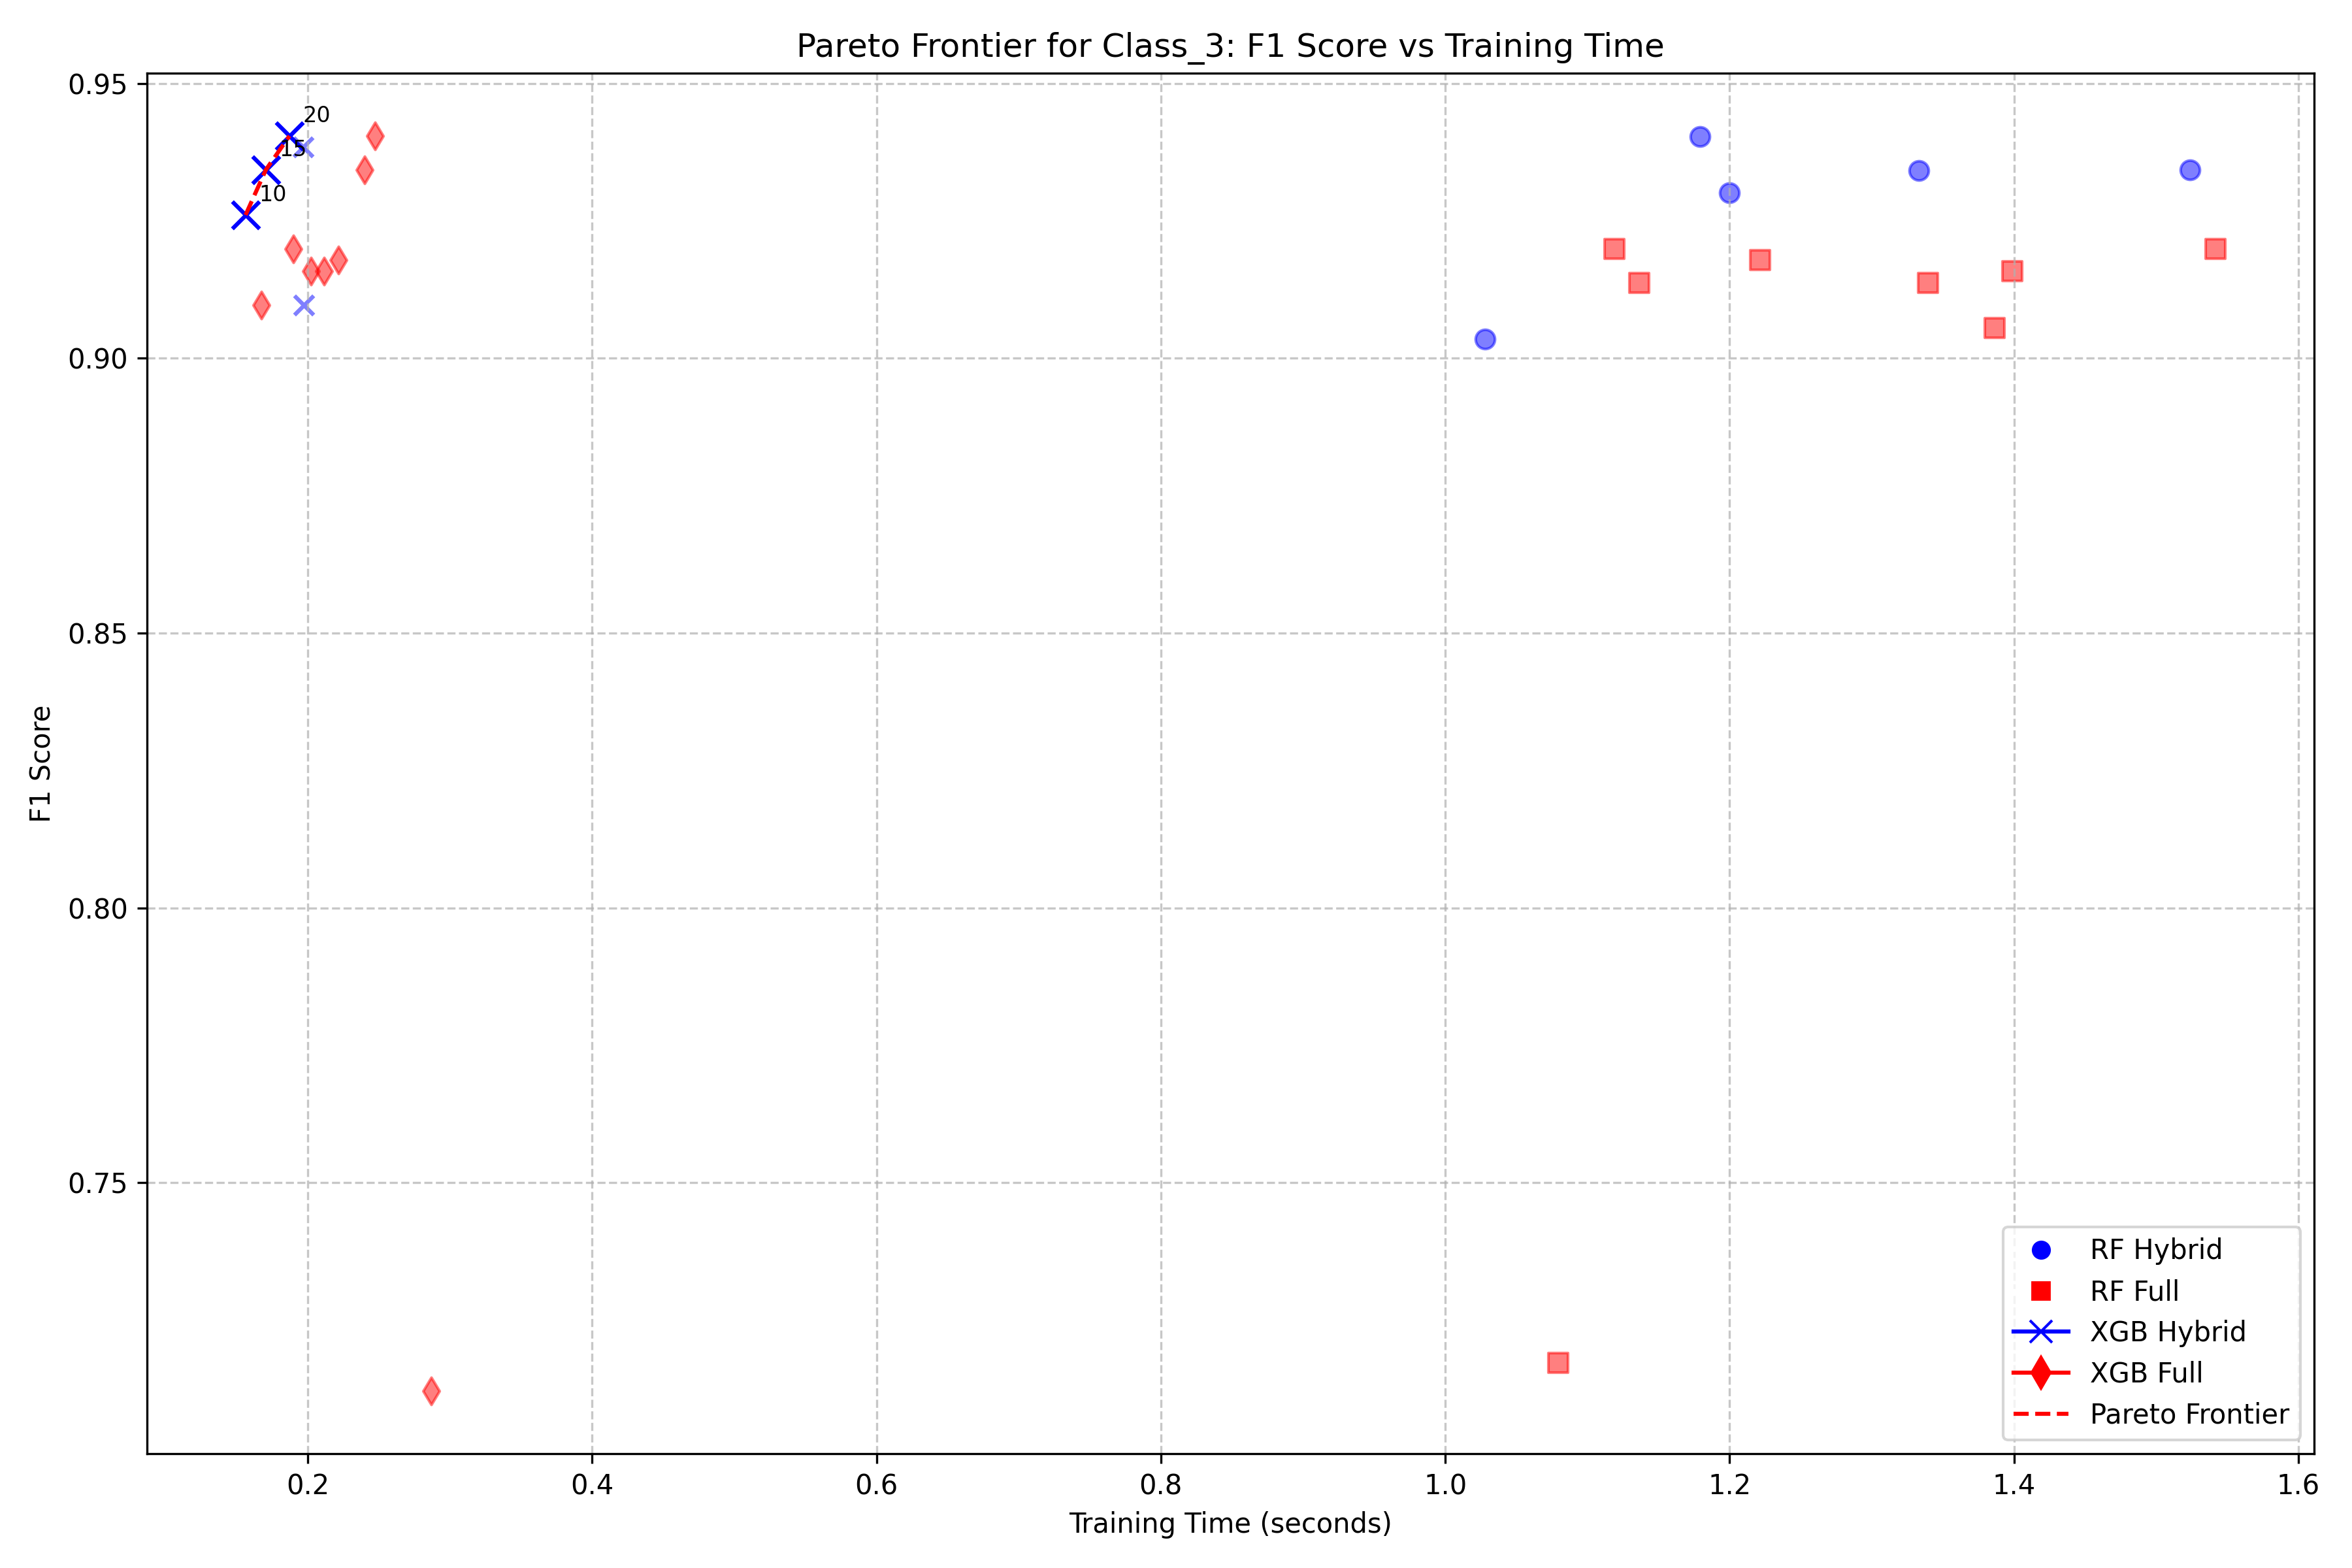 Pareto Frontier for Class_3: F1 Score vs Training Time
0.95
0.90
0.85
0.80
0.75
F1 Score
20
15
10
RF Hybrid
RF Full
XGB Hybrid
XGB Full
Pareto Frontier
0.2
0.4
0.6
0.8
1.0
1.2
1.4
1.6
Training Time (seconds)